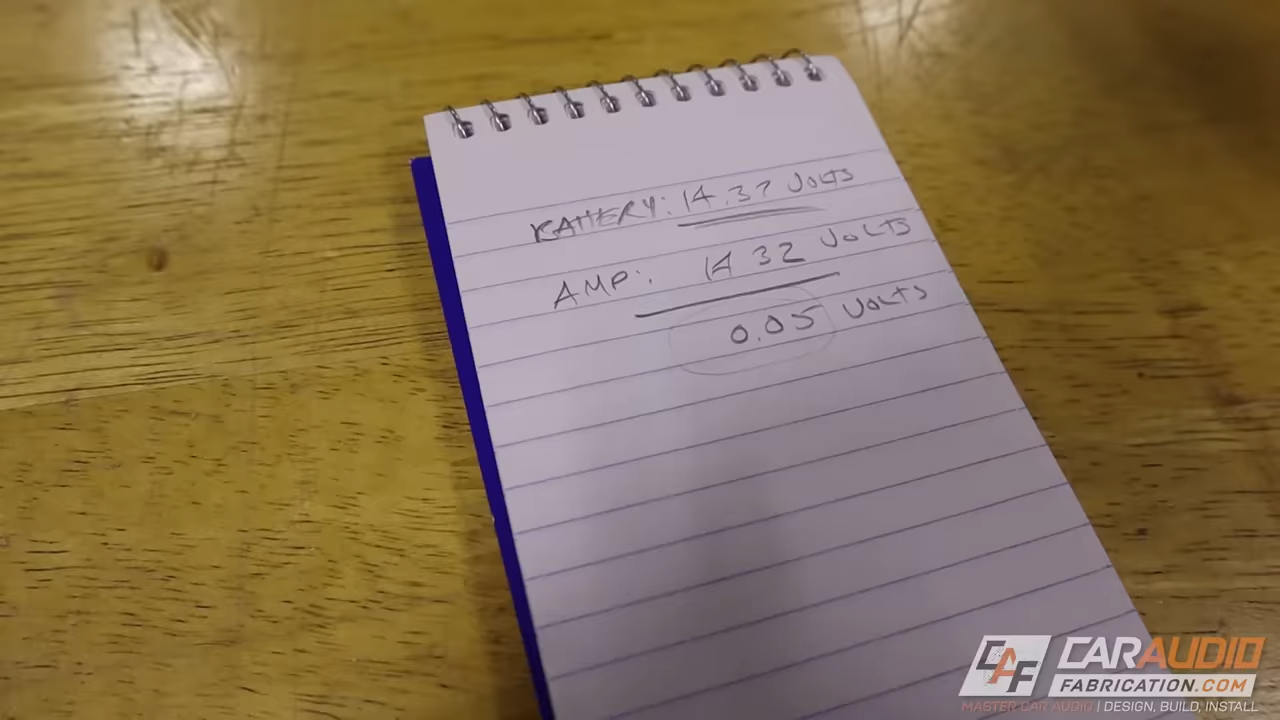 BATTERY: 14.37 VOLTS
AMP: 14 32 VOLTS
0.05 VOLTS
CAF CARAUDIO
FABRICATION.COM
MASTER CAR AUDIO | DESIGN, BUILD, INSTALL